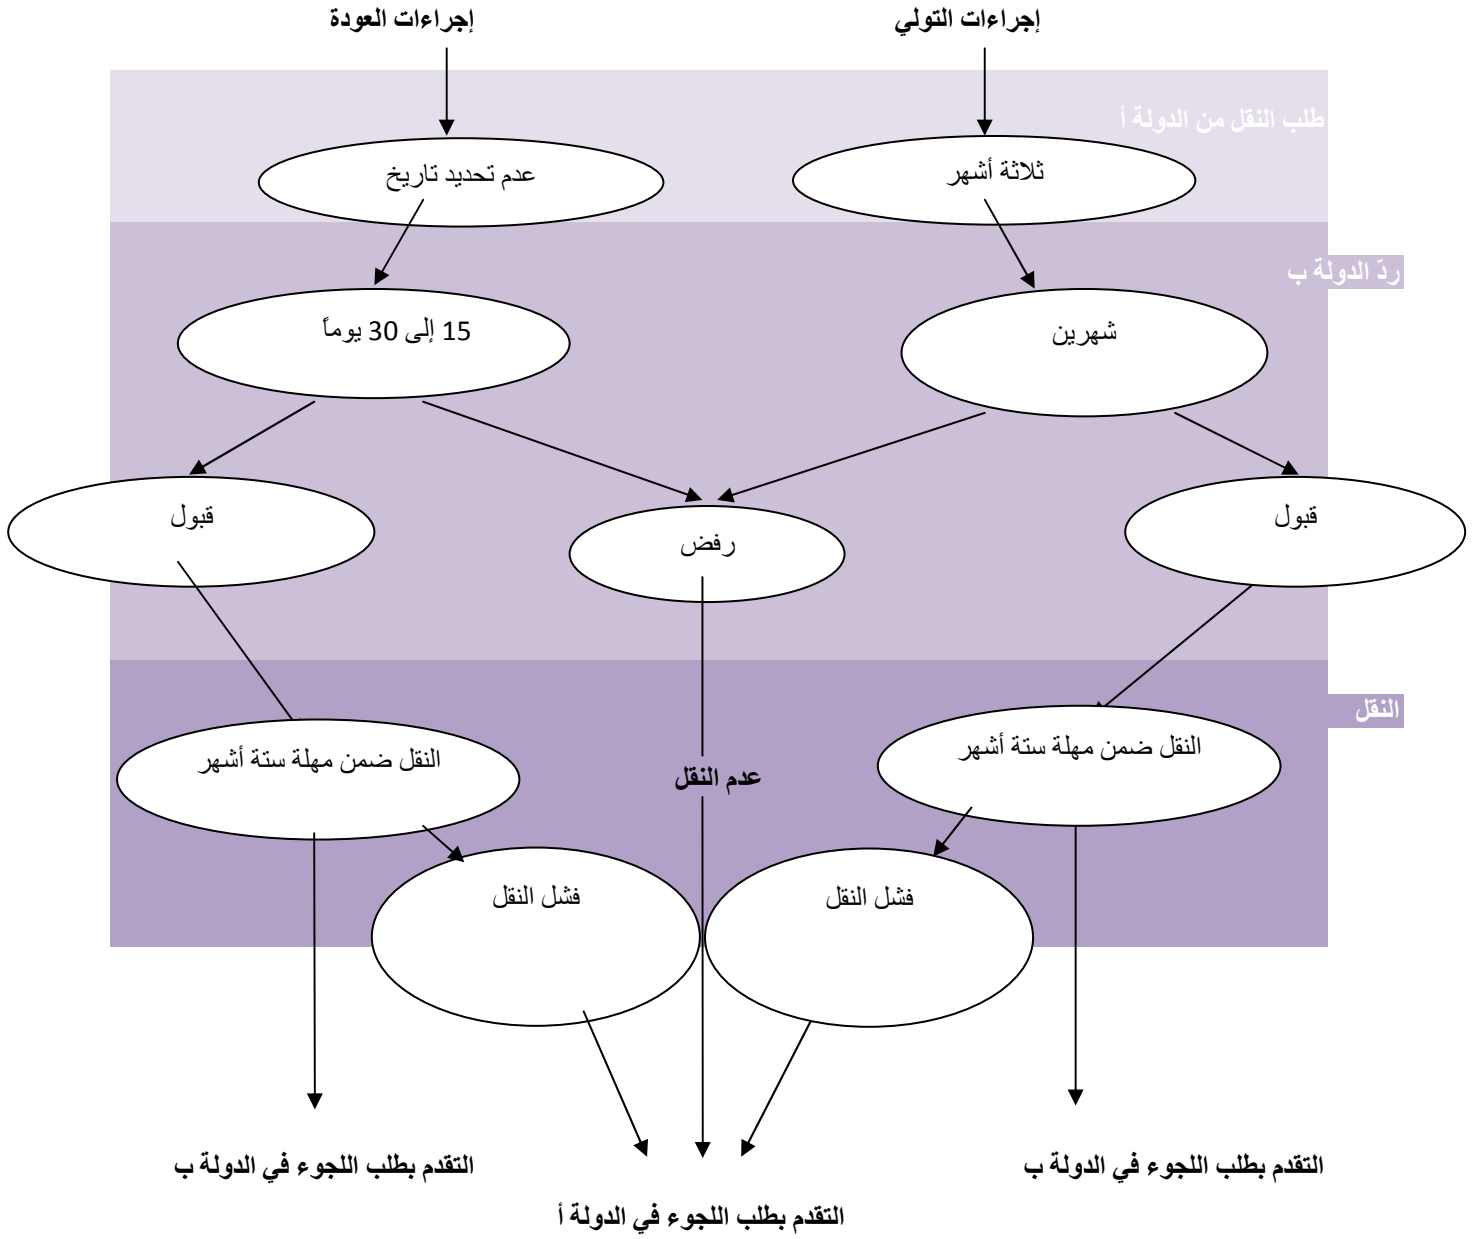 إجراءات التولي
إجراءات العودة
طلب النقل من الدولة أ
ثلاثة أشهر
عدم تحديد تاريخ
ردّ الدولة ب
شهرين
15 إلى 30 يوماً
قبول
رفض
قبول
النقل
النقل ضمن مهلة ستة أشهر
عدم النقل
النقل ضمن مهلة ستة أشهر
فشل النقل
فشل النقل
التقدم بطلب اللجوء في الدولة ب
التقدم بطلب اللجوء في الدولة ب
التقدم بطلب اللجوء في الدولة أ